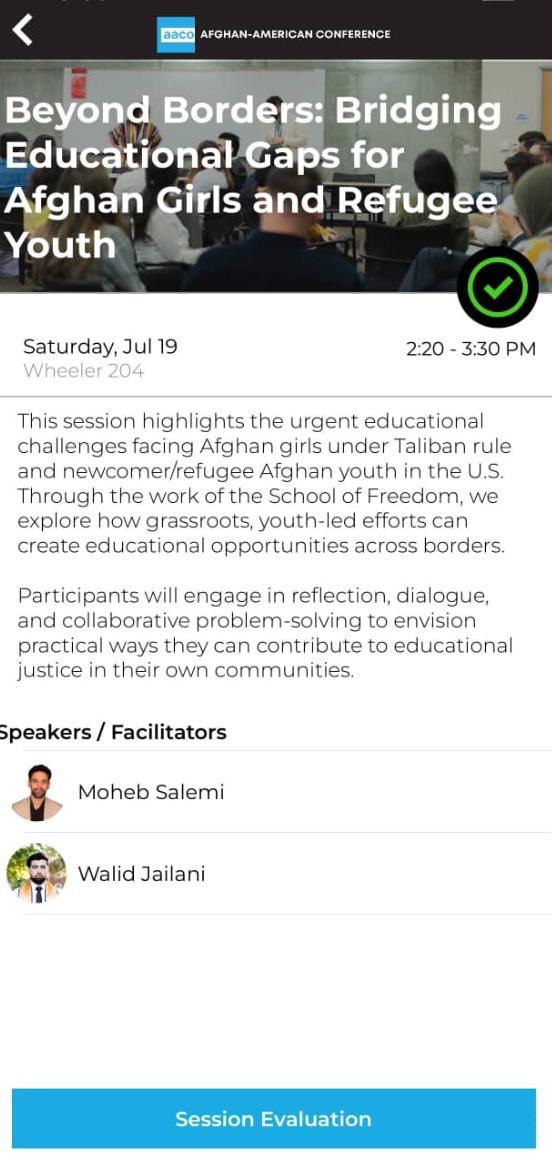 aaco AFGHAN-AMERICAN CONFERENCE
Beyond Borders: Bridging
Educational Gaps for
Afghan Girls and Refugee
Youth
Saturday, Jul 19
2:20 - 3:30 PM
Wheeler 204
This session highlights the urgent educational
challenges facing Afghan girls under Taliban rule
and newcomer/refugee Afghan youth in the U.S.
Through the work of the School of Freedom, we
explore how grassroots, youth-led efforts can
create educational opportunities across borders.
Participants will engage in reflection, dialogue,
and collaborative problem-solving to envision
practical ways they can contribute to educational
justice in their own communities.
Speakers / Facilitators
Moheb Salemi
Walid Jailani
Session Evaluation